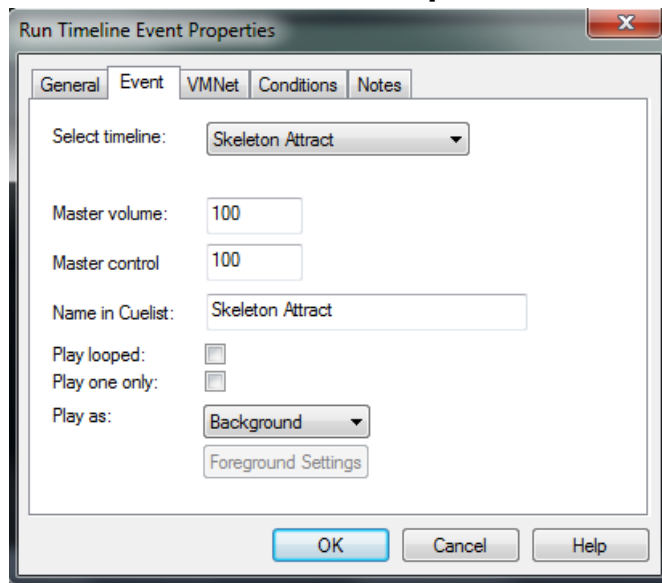 Run Timeline Event Properties
General Event VMNet Conditions Notes
Select timeline: Skeleton Attract
Master volume: 100
Master control 100
Name in Cuelist: Skeleton Attract
Play looped:
Play one only:
Play as: Background
Foreground Settings
OK Cancel Help